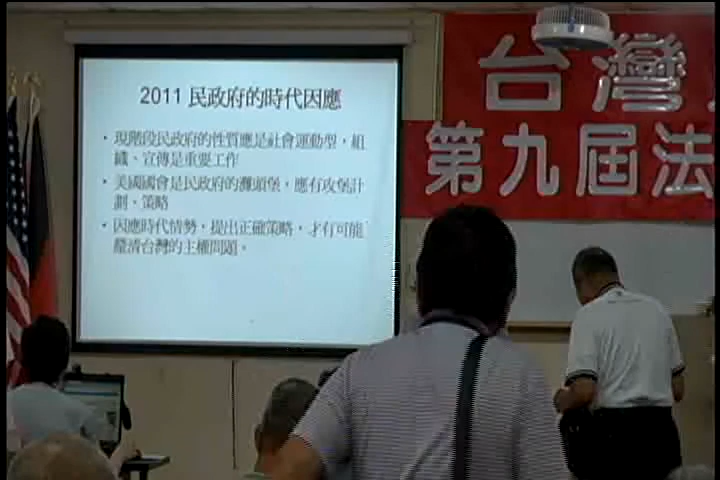 2011 民政府的時代因應
• 現階段民政府的性質應是社會運動型，組
織、宣傳是重要工作
• 美國國會是民政府的灘頭堡，應有攻堡計
劃、策略
• 因應時代情勢，提出正確策略，才有可能
釐清台灣的主權問題。
台灣
第九屆法